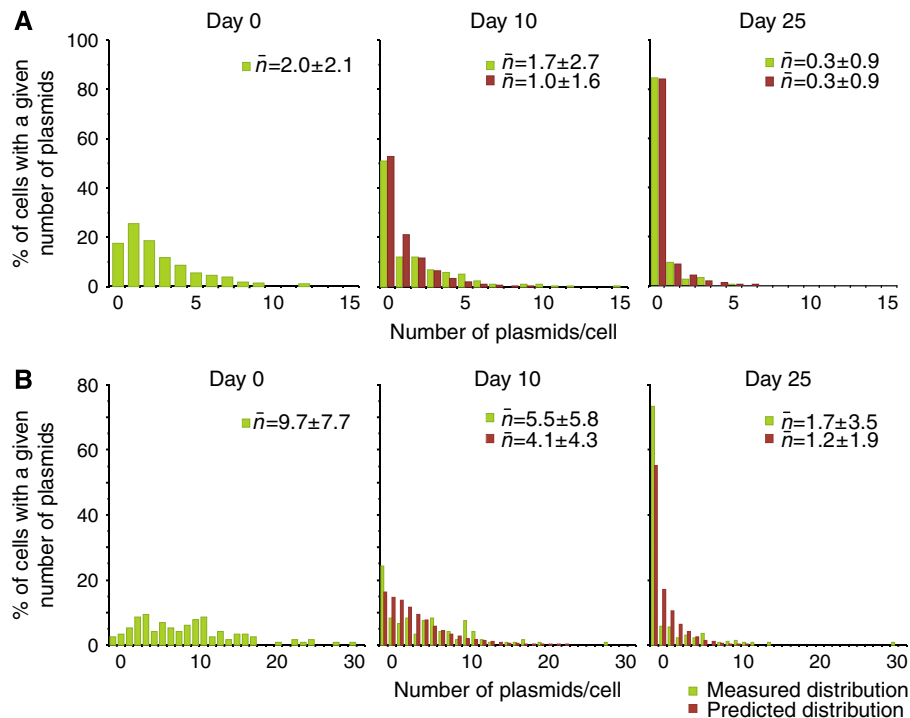 A
Day 0
Day 10
Day 25
% of cells with a given
number of plasmids
100
80
60
40
20
0
n̄=2.0±2.1
n̄=1.7±2.7
n̄=1.0±1.6
n̄=0.3±0.9
n̄=0.3±0.9
0 5 10 15
0 5 10 15
0 5 10 15
Number of plasmids/cell
B
Day 0
Day 10
Day 25
% of cells with a given
number of plasmids
80
60
40
20
0
n̄=9.7±7.7
n̄=5.5±5.8
n̄=4.1±4.3
n̄=1.7±3.5
n̄=1.2±1.9
0 10 20 30
0 10 20 30
0 10 20 30
Number of plasmids/cell
Measured distribution
Predicted distribution